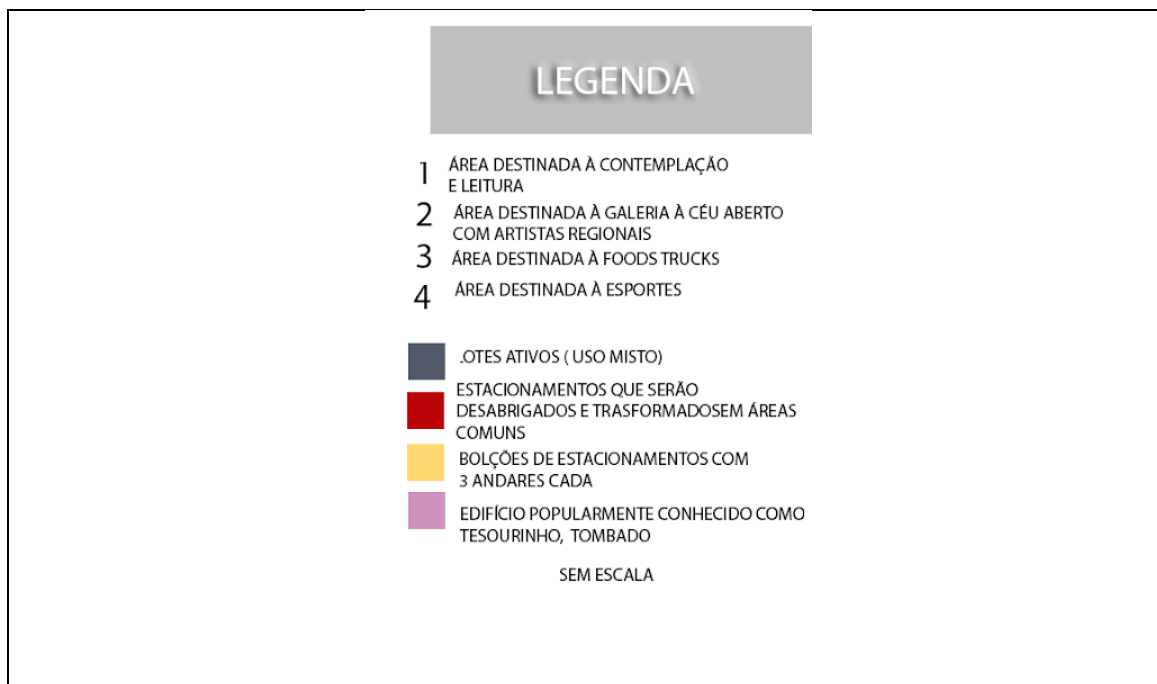 LEGENDA
1 ÁREA DESTINADA À CONTEMPLAÇÃO
E LEITURA
2 ÁREA DESTINADA À GALERIA À CÉU ABERTO
COM ARTISTAS REGIONAIS
3 ÁREA DESTINADA À FOODS TRUCKS
4 ÁREA DESTINADA À ESPORTES
.OTES ATIVOS ( USO MISTO)
ESTACIONAMENTOS QUE SERÃO
DESABRIGADOS E TRASFORMADOSEM ÁREAS
COMUNS
BOLÇÕES DE ESTACIONAMENTOS COM
3 ANDARES CADA
EDIFÍCIO POPULARMENTE CONHECIDO COMO
TESOURINHO, TOMBADO
SEM ESCALA